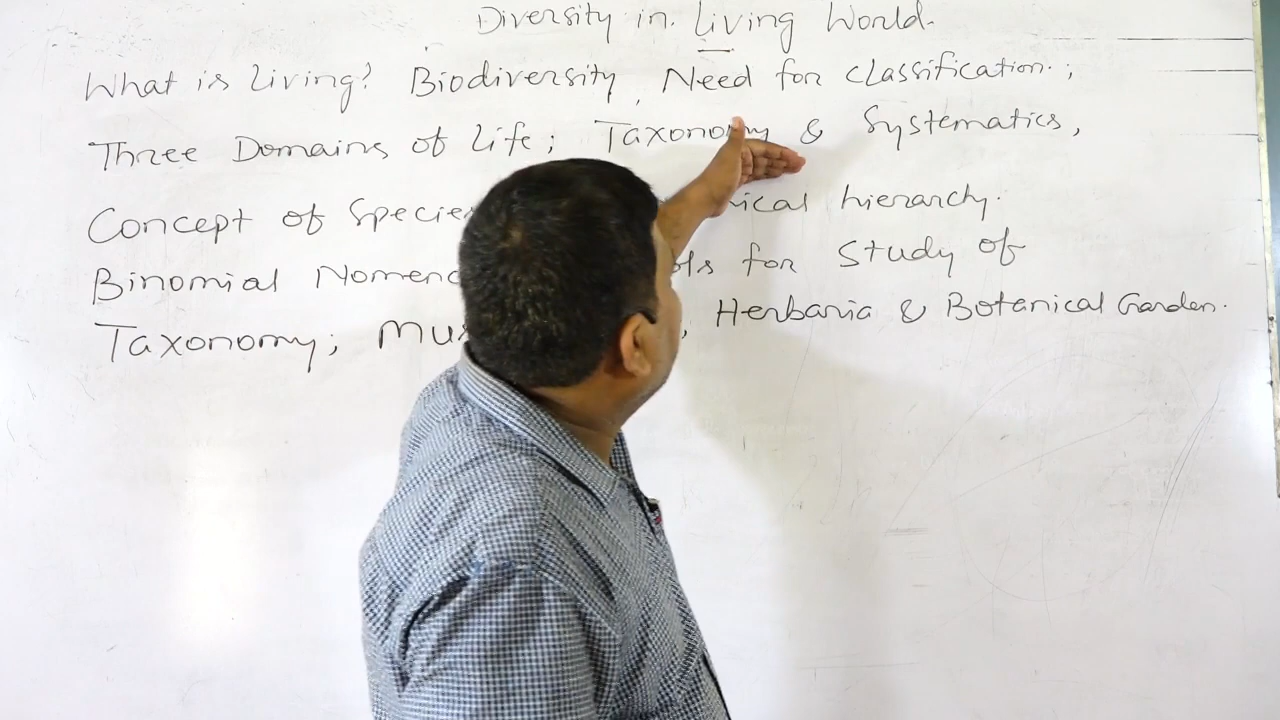 Diversity in Living World.
What is Living? Biodiversity, Need for classification.;
Three Domains of Life; Taxonomy & Systematics,
Concept of hierarchy.
Binomial for Study of
Taxonomy; Herbaria & Botanical Garden.